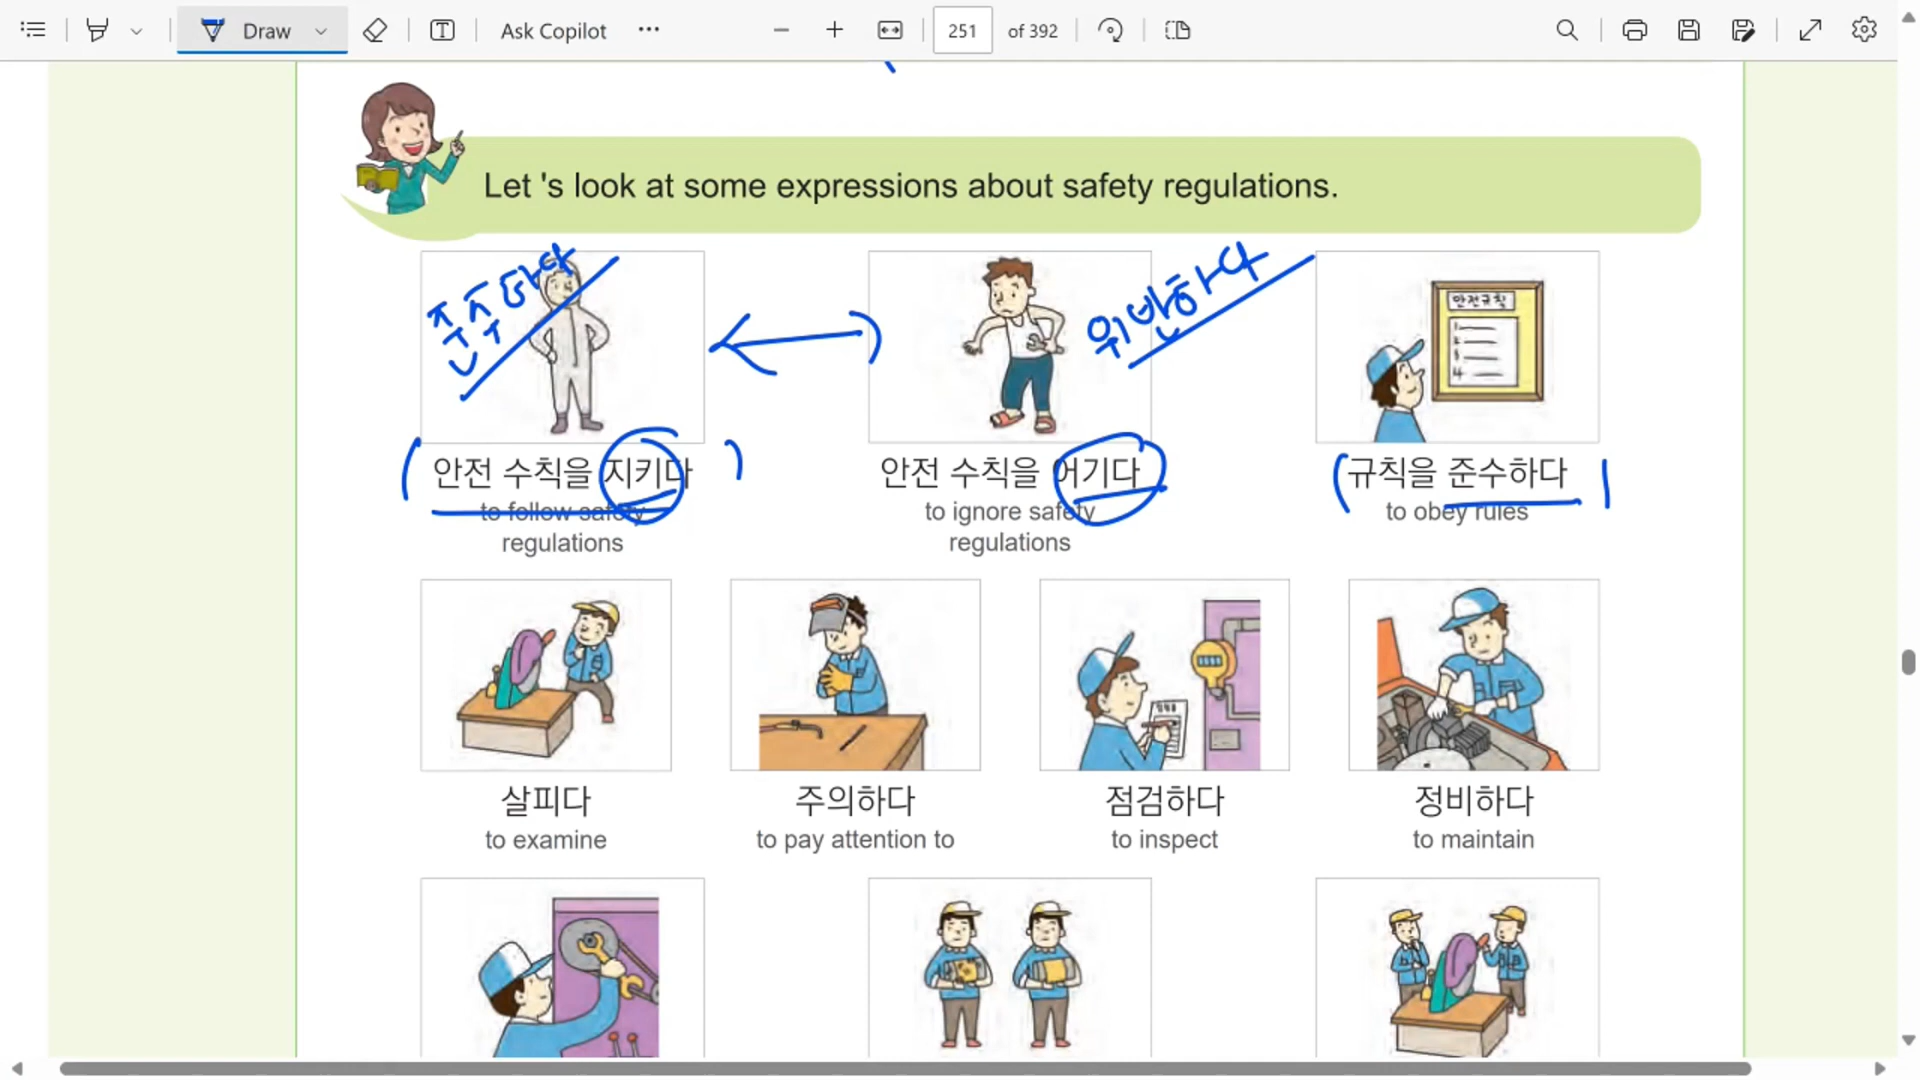 Draw
Ask Copilot
251 of 392
Let 's look at some expressions about safety regulations.
준수하다
위반하다
안전규칙
1
2
3
4
안전 수칙을 지키다
to follow safety
regulations
안전 수칙을 어기다
to ignore safety
regulations
규칙을 준수하다
to obey rules
살피다
to examine
주의하다
to pay attention to
점검하다
to inspect
정비하다
to maintain